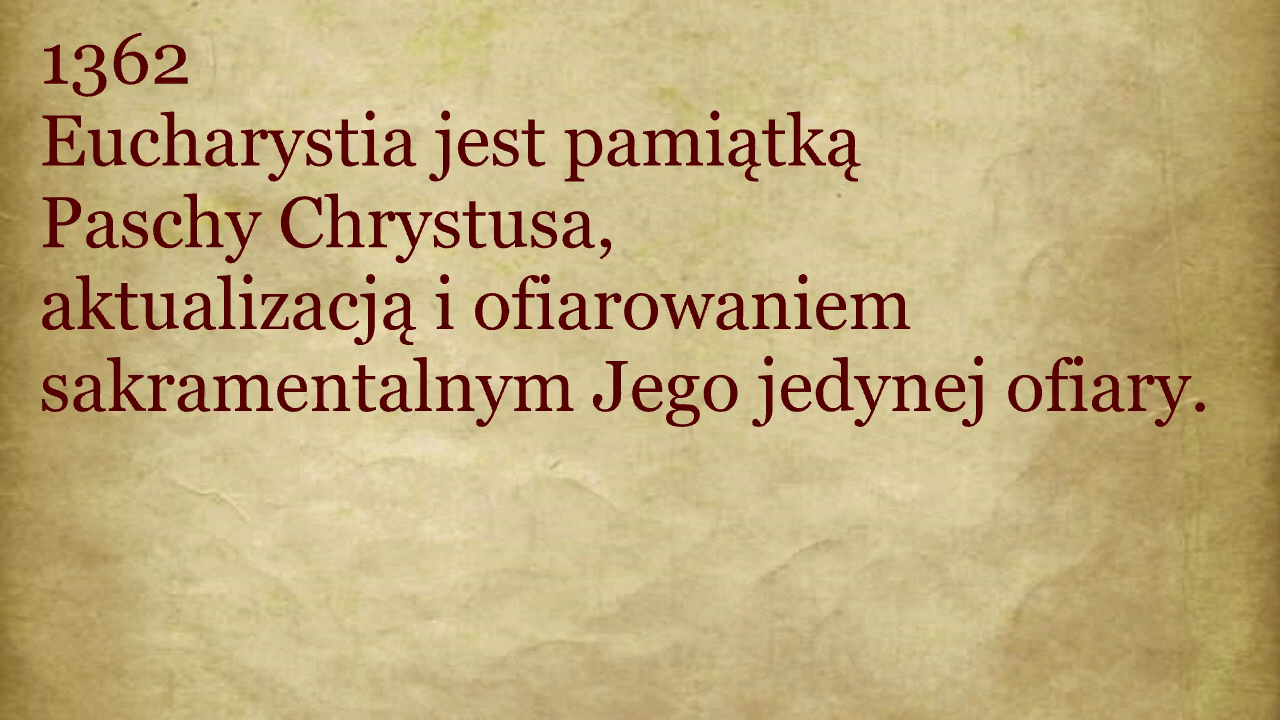 1362
Eucharystia jest pamiątką
Paschy Chrystusa,
aktualizacją i ofiarowaniem
sakramentalnym Jego jedynej ofiary.